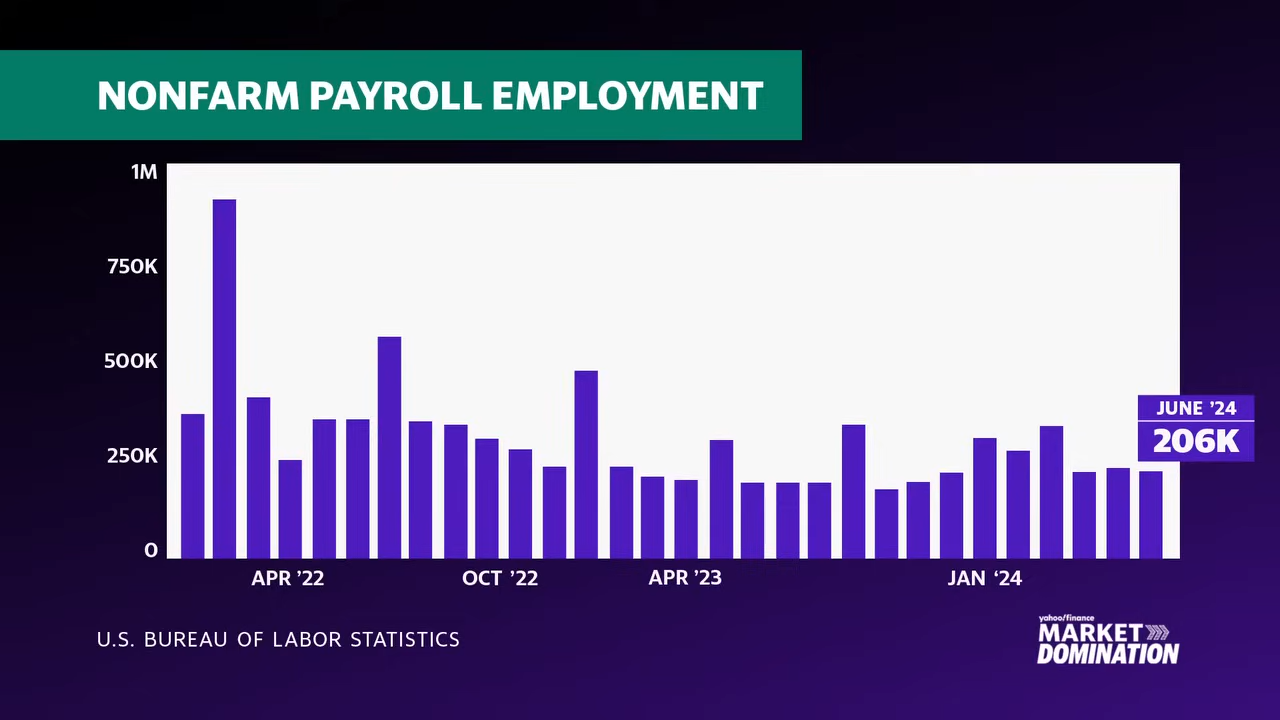 NONFARM PAYROLL EMPLOYMENT
1M
750K
500K
250K
0
JUNE ’24
206K
APR ’22
OCT ’22
APR ’23
JAN ‘24
U.S. BUREAU OF LABOR STATISTICS
yahoo/finance
MARKET
DOMINATION